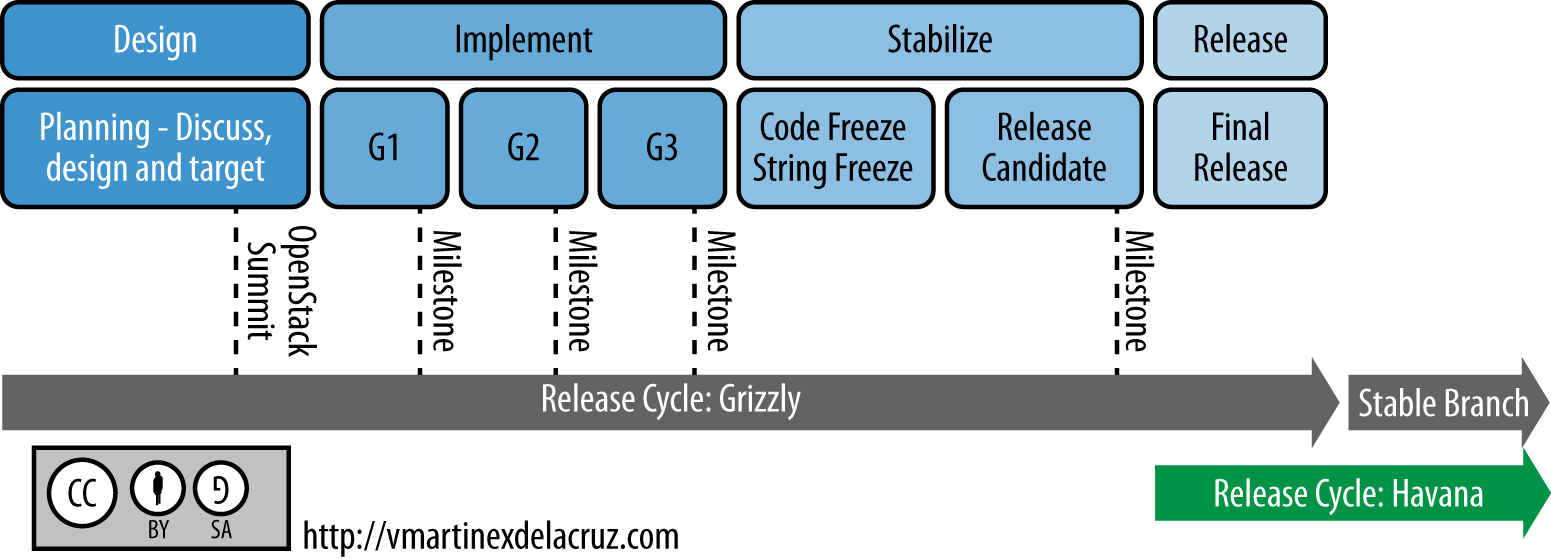 Design
Implement
Stabilize
Release
Planning - Discuss,
design and target
G1
G2
G3
Code Freeze
String Freeze
Release
Candidate
Final
Release
OpenStack
Summit
Milestone
Milestone
Milestone
Milestone
Release Cycle: Grizzly
Stable Branch
Release Cycle: Havana
CC
BY
SA
http://vmartinexdelacruz.com